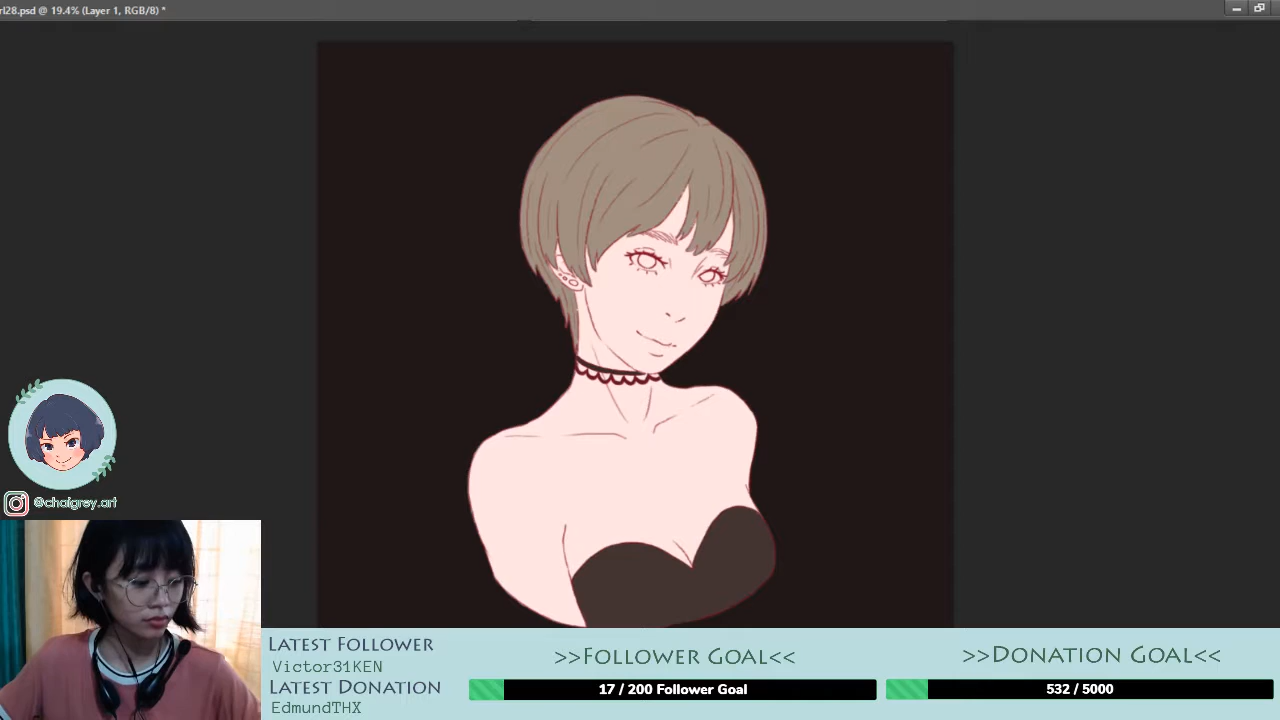 rl28.psd @ 19.4% (Layer 1, RGB/8) *
@chaigrey.art
LATEST FOLLOWER
Victor31KEN
LATEST DONATION
EdmundTHX
>>FOLLOWER GOAL<<
17 / 200 Follower Goal
>>DONATION GOAL<<
532 / 5000